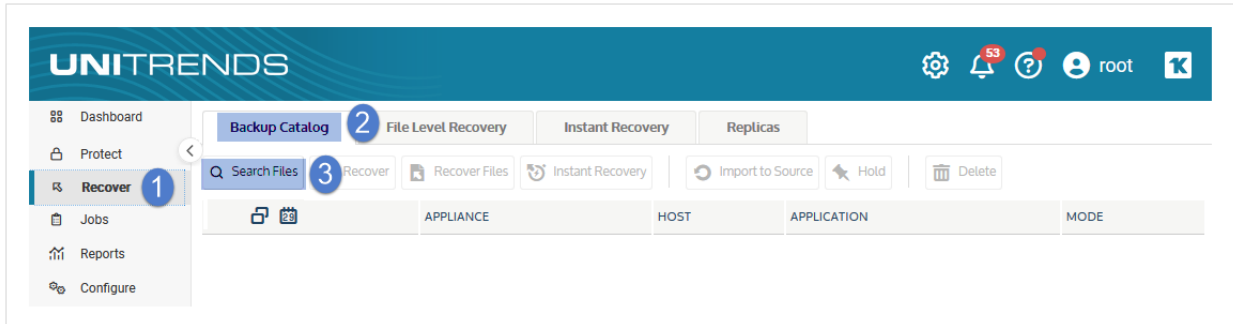 UNITRENDS
53
root
Dashboard
Backup Catalog 2 File Level Recovery Instant Recovery Replicas
Protect
Search Files 3 Recover Recover Files Instant Recovery Import to Source Hold Delete
Recover 1
Jobs
29 APPLIANCE HOST APPLICATION MODE
Reports
Configure